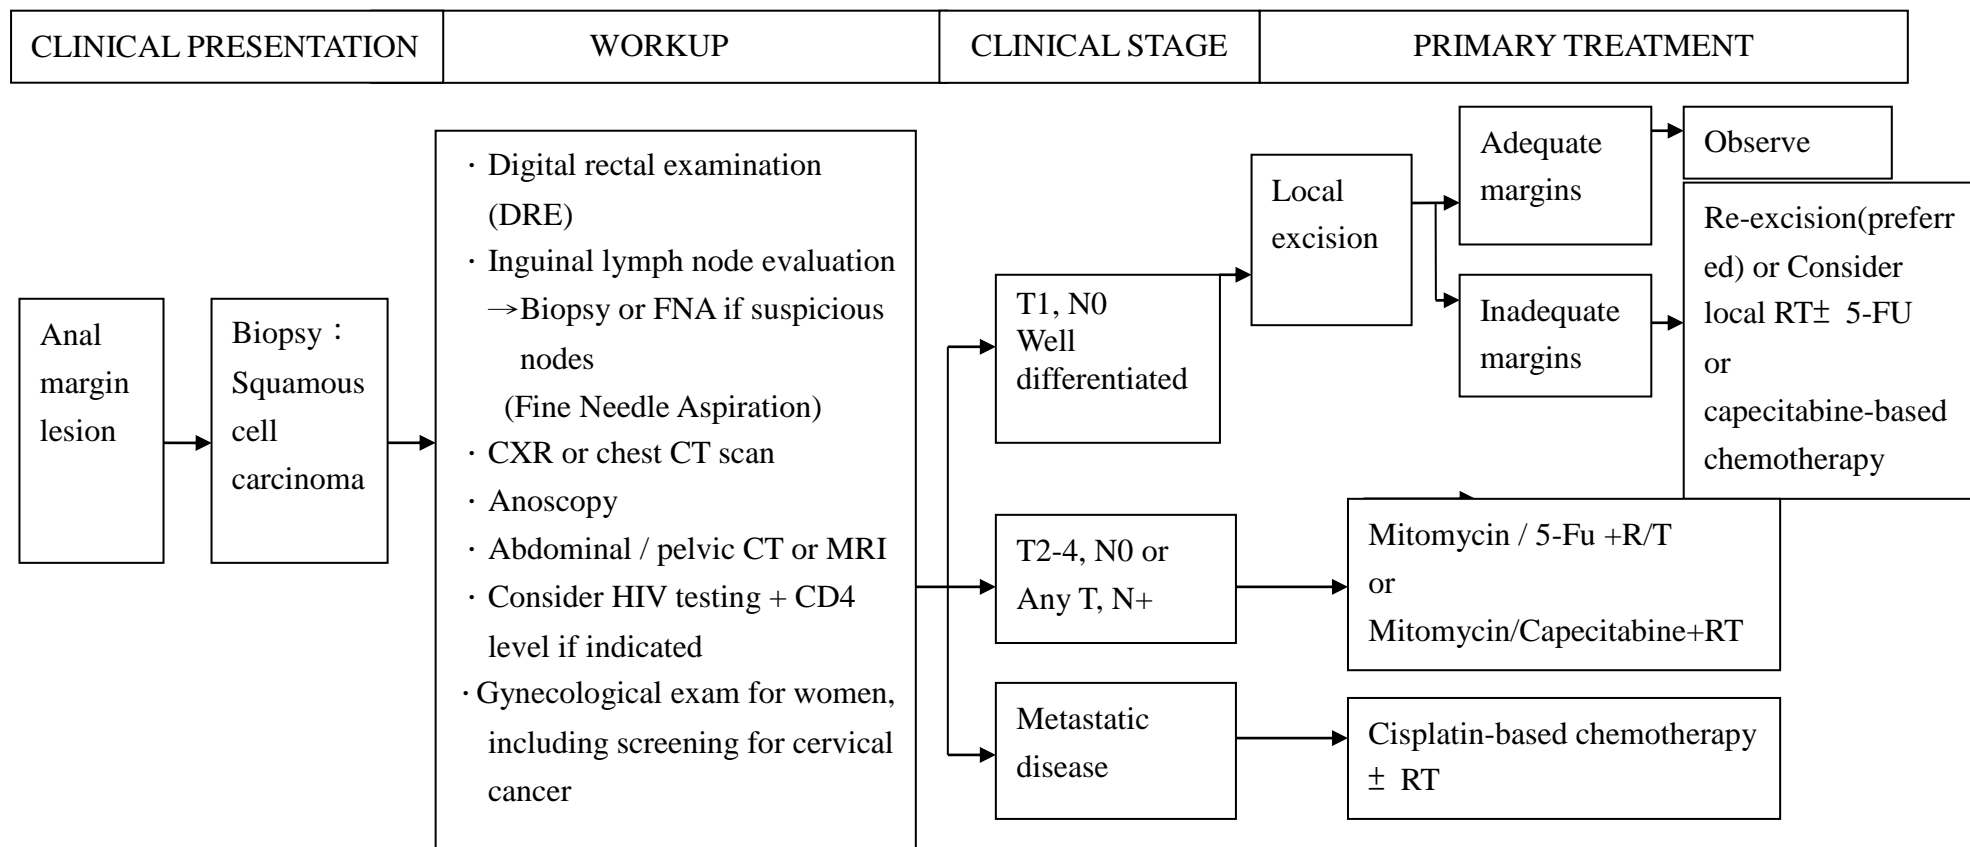 CLINICAL PRESENTATION
WORKUP
CLINICAL STAGE
PRIMARY TREATMENT
Anal
margin
lesion
Biopsy：
Squamous
cell
carcinoma
· Digital rectal examination
(DRE)
· Inguinal lymph node evaluation
→Biopsy or FNA if suspicious
nodes
(Fine Needle Aspiration)
· CXR or chest CT scan
· Anoscopy
· Abdominal / pelvic CT or MRI
· Consider HIV testing + CD4
level if indicated
· Gynecological exam for women,
including screening for cervical
cancer
T1, N0
Well
differentiated
Local
excision
Adequate
margins
Observe
Inadequate
margins
Re-excision(preferr
ed) or Consider
local RT± 5-FU
or
capecitabine-based
chemotherapy
T2-4, N0 or
Any T, N+
Mitomycin / 5-Fu +R/T
or
Mitomycin/Capecitabine+RT
Metastatic
disease
Cisplatin-based chemotherapy
± RT